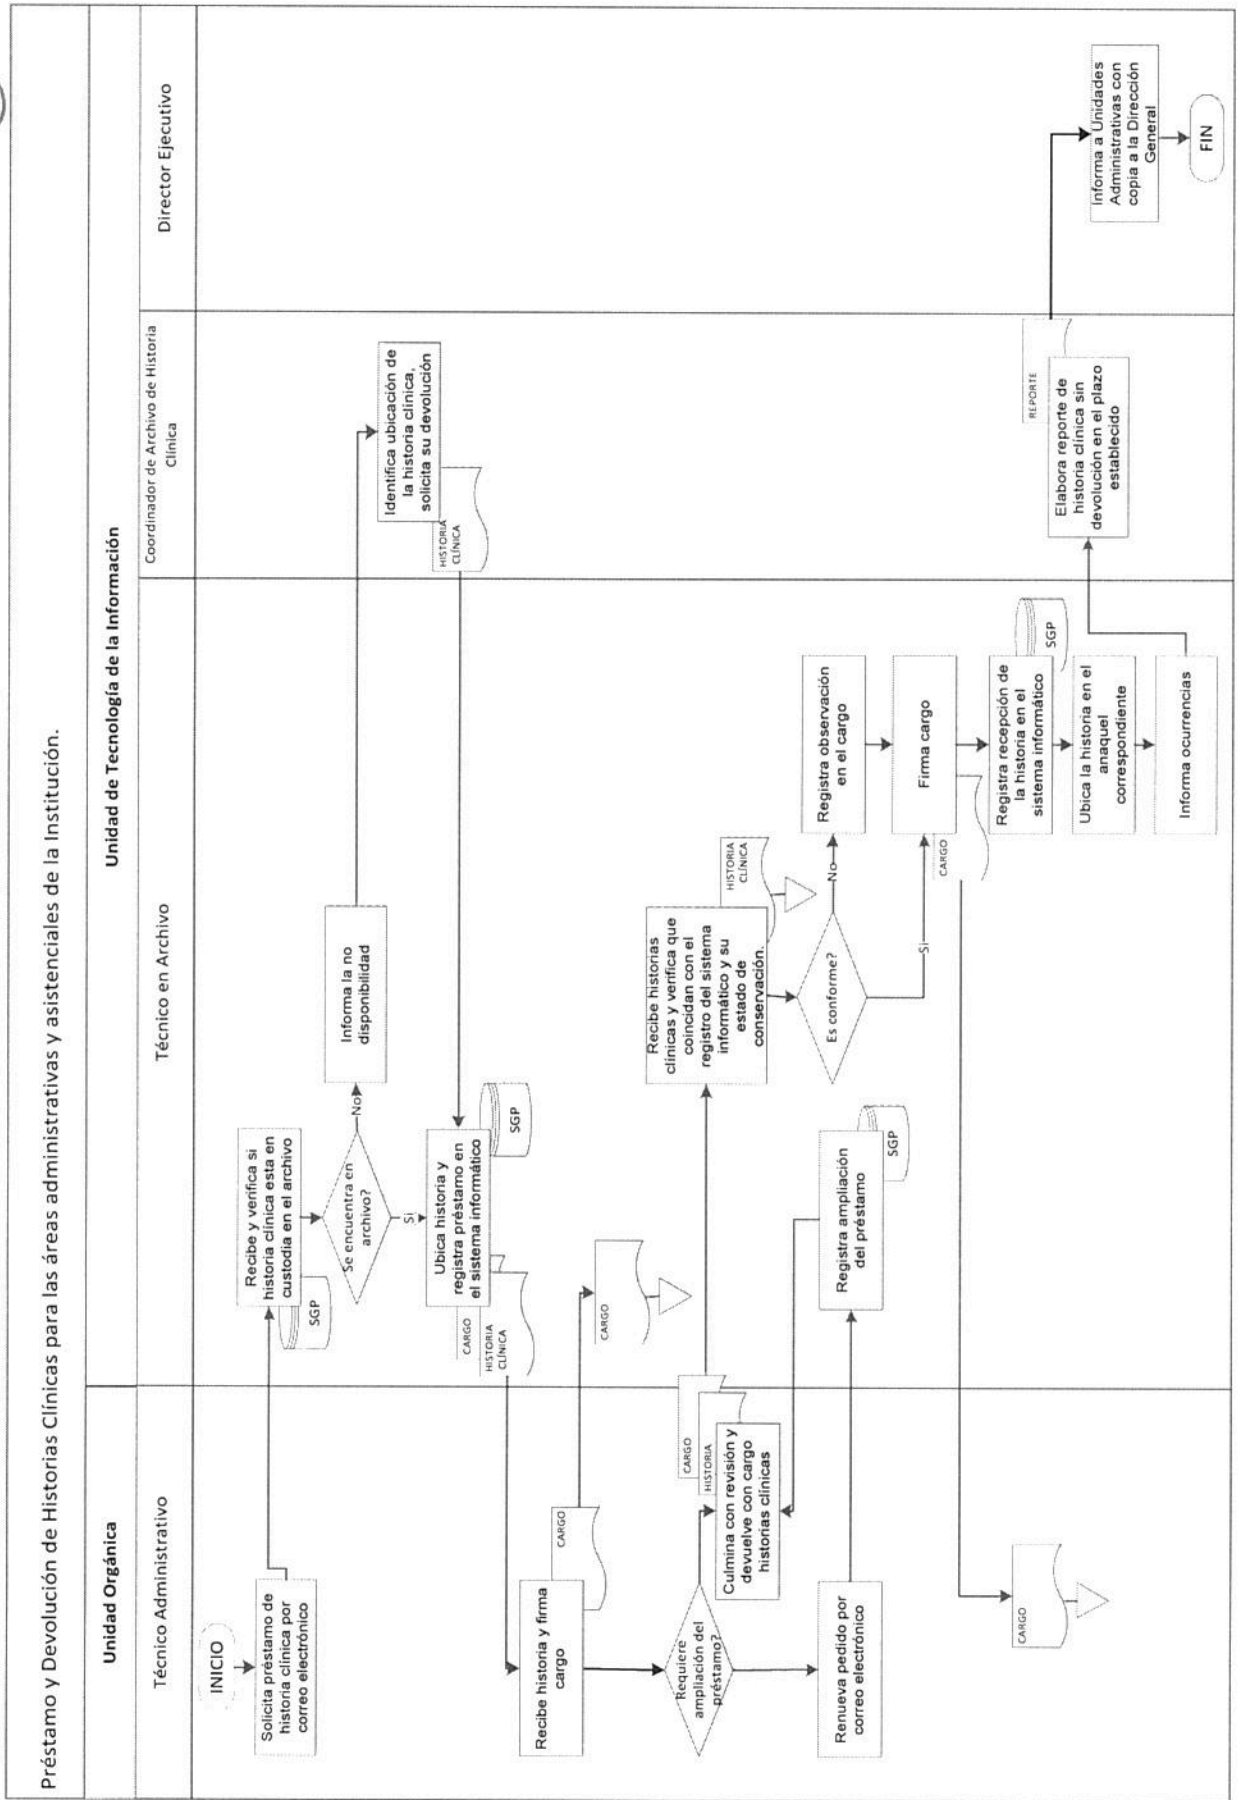 Préstamo y Devolución de Historias Clínicas para las áreas administrativas y asistenciales de la Institución.
Unidad Orgánica
Unidad de Tecnología de la Información
Técnico Administrativo
Técnico en Archivo
Coordinador de Archivo de Historia
Clínica
Director Ejecutivo
INICIO
Solicita préstamo de
historia clínica por
correo electrónico
Recibe y verifica si
historia clínica esta en
custodia en el archivo
SGP
Se encuentra en
archivo?
No
Informa la no
disponibilidad
Identifica ubicación de
la historia clínica,
solicita su devolución
HISTORIA
CLÍNICA
Si
Ubica historia y
registra préstamo en
el sistema informático
SGP
CARGO
HISTORIA
CLÍNICA
Recibe historia y firma
cargo
CARGO
CARGO
Requiere
ampliación del
préstamo?
CARGO
HISTORIA
Culmina con revisión y
devuelve con cargo
historias clínicas
Renueva pedido por
correo electrónico
Registra ampliación
del préstamo
SGP
Recibe historias
clínicas y verifica que
coincidan con el
registro del sistema
informático y su
estado de
conservación.
HISTORIA
CLÍNICA
Es conforme?
No
Si
Registra observación
en el cargo
Firma cargo
CARGO
CARGO
Registra recepción de
la historia en el
sistema informático
SGP
Ubica la historia en el
anaquel
correspondiente
Informa ocurrencias
REPORTE
Elabora reporte de
historia clínica sin
devolución en el plazo
establecido
Informa a Unidades
Administrativas con
copia a la Dirección
General
FIN